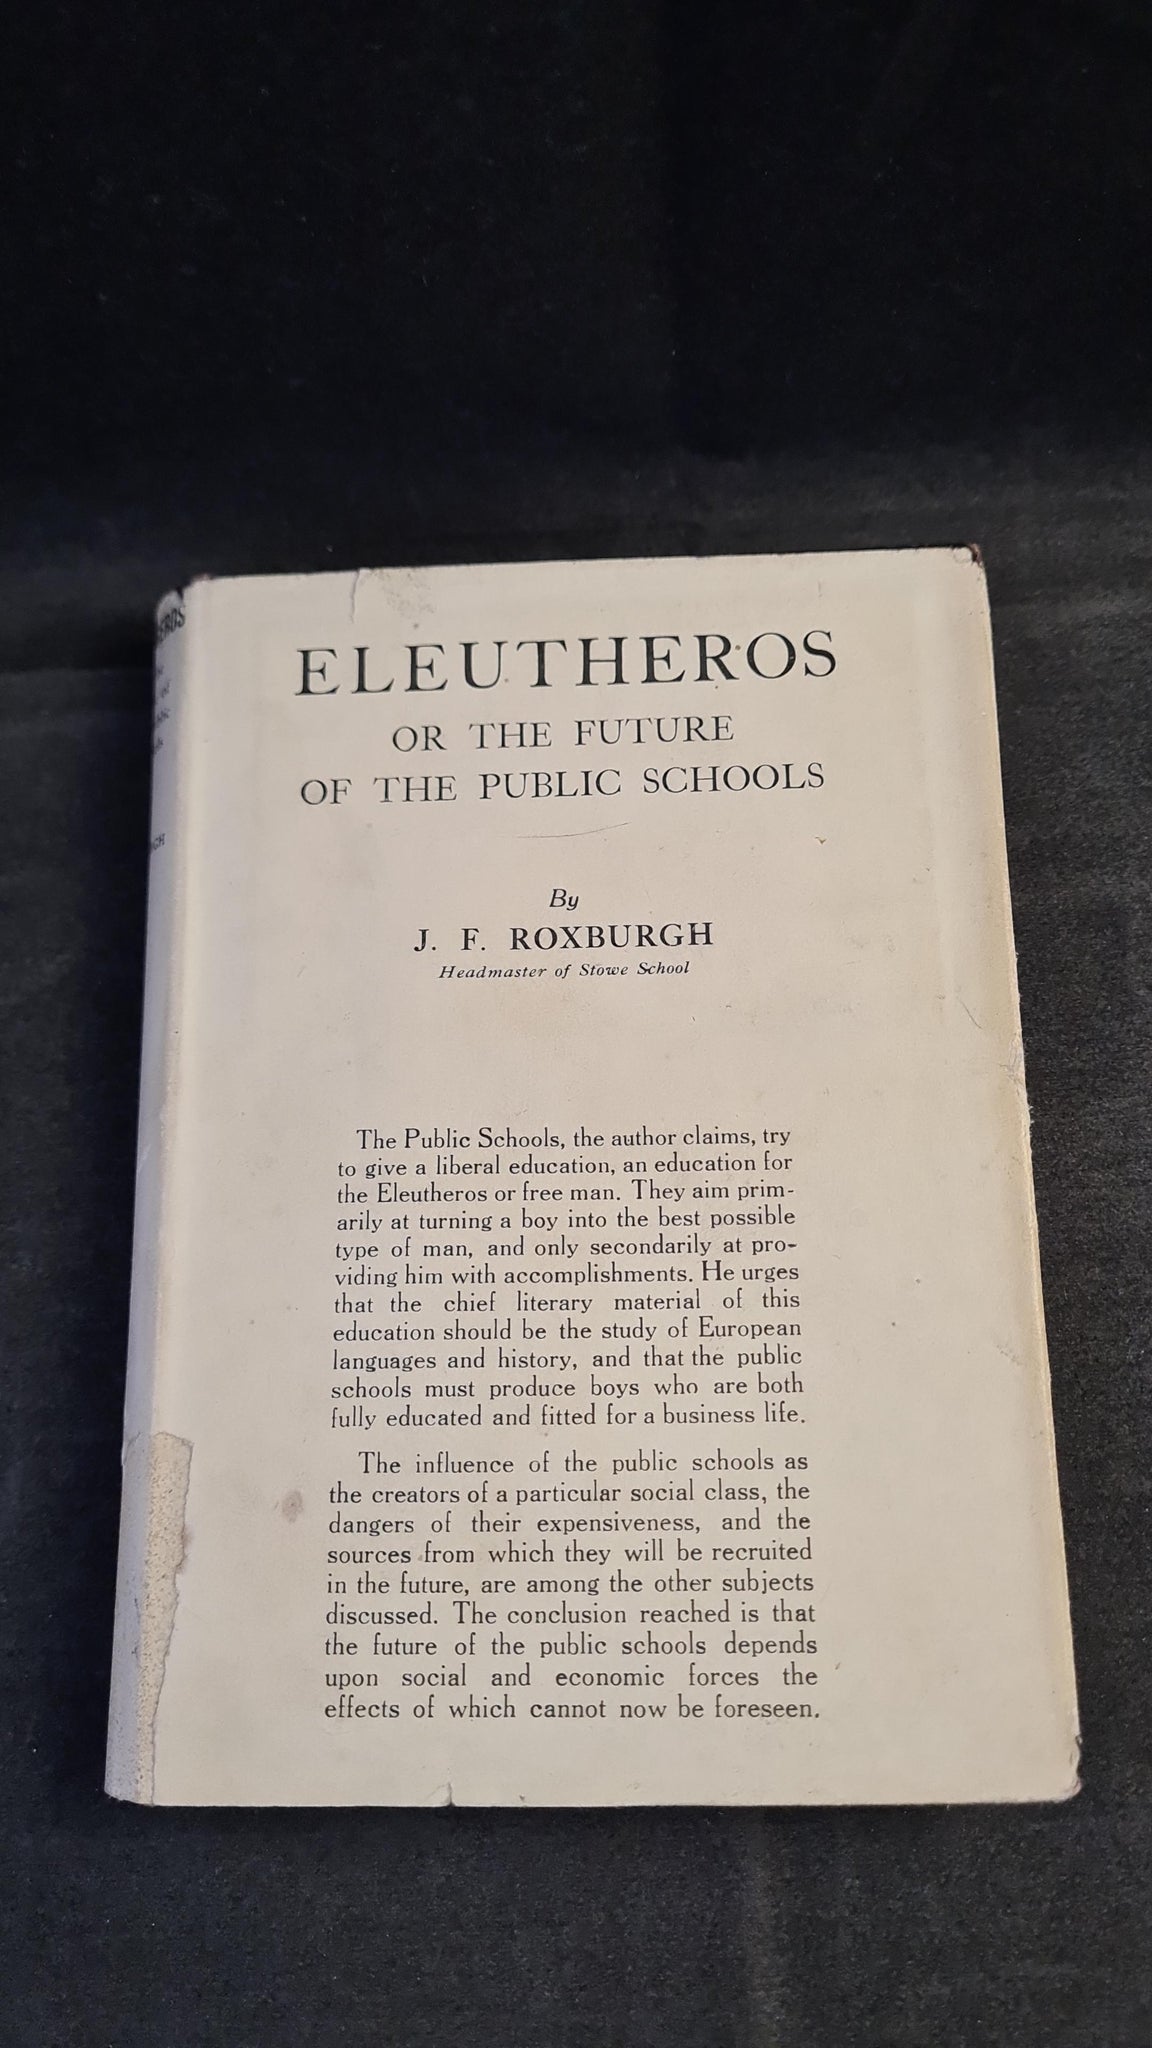 ELEUTHEROS
OR THE FUTURE
OF THE PUBLIC SCHOOLS
By
J. F. ROXBURGH
Headmaster of Stowe School
The Public Schools, the author claims, try
to give a liberal education, an education for
the Eleutheros or free man. They aim prim-
arily at turning a boy into the best possible
type of man, and only secondarily at pro-
viding him with accomplishments. He urges
that the chief literary material of this
education should be the study of European
languages and history, and that the public
schools must produce boys who are both
fully educated and fitted for a business life.
The influence of the public schools as
the creators of a particular social class, the
dangers of their expensiveness, and the
sources from which they will be recruited
in the future, are among the other subjects
discussed. The conclusion reached is that
the future of the public schools depends
upon social and economic forces the
effects of which cannot now be foreseen.